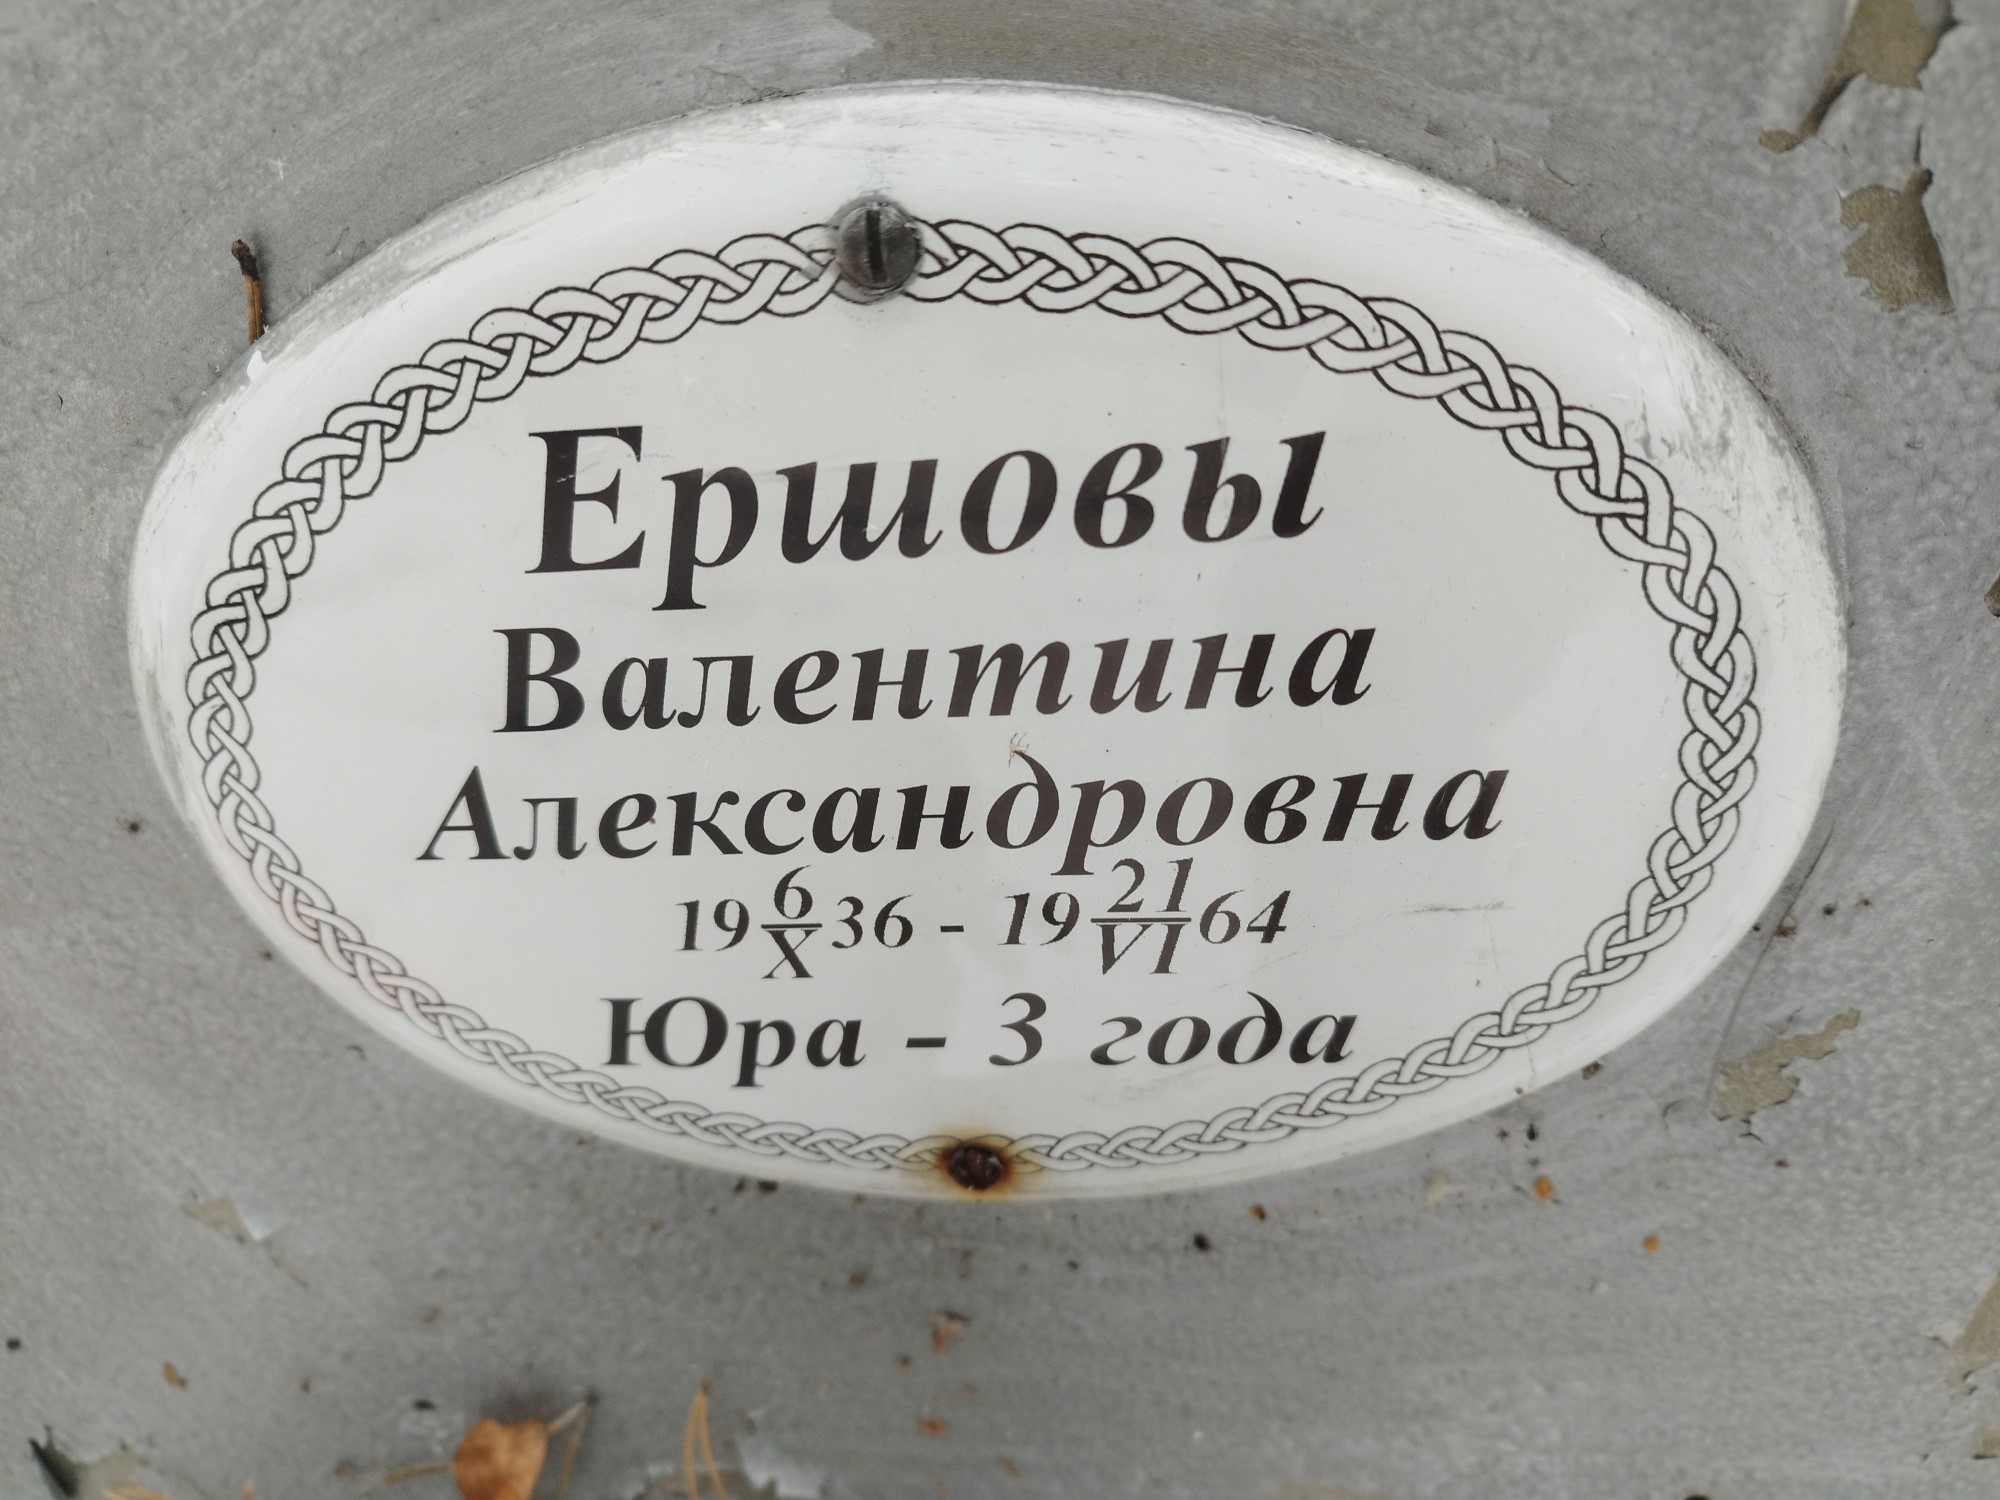 Ершовы
Валентина
Александровна
19 6/X 36 - 19 21/VI 64
Юра - 3 года